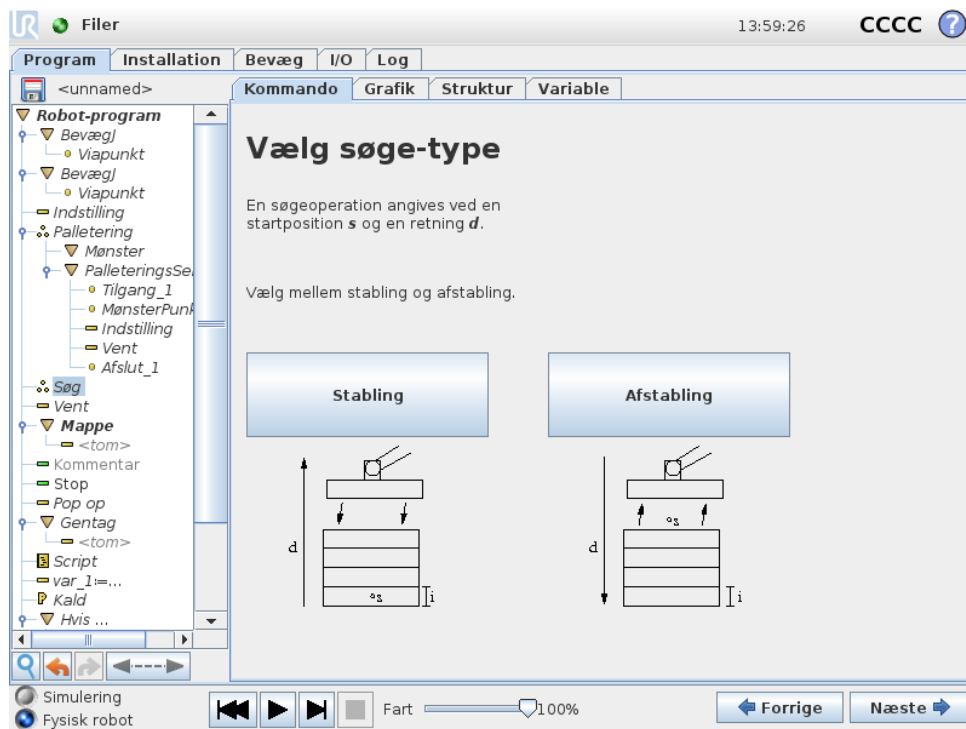 UR Filer 13:59:26 CCCC ?
Program Installation Bevæg I/O Log
<unnamed>
Kommando Grafik Struktur Variable
Robot-program
BevægJ
Viapunkt
BevægJ
Viapunkt
Indstilling
Palletering
Mønster
PalleteringsSe
Tilgang_1
MønsterPunk
Indstilling
Vent
Afslut_1
Søg
Vent
Mappe
<tom>
Kommentar
Stop
Pop op
Gentag
<tom>
Script
var_1:=...
Kald
Hvis ...
Vælg søge-type
En søgeoperation angives ved en
startposition s og en retning d.
Vælg mellem stabling og afstabling.
Stabling
Afstabling
d
s
i
d
s
i
Simulering
Fysisk robot
Fart 100%
Forrige Næste